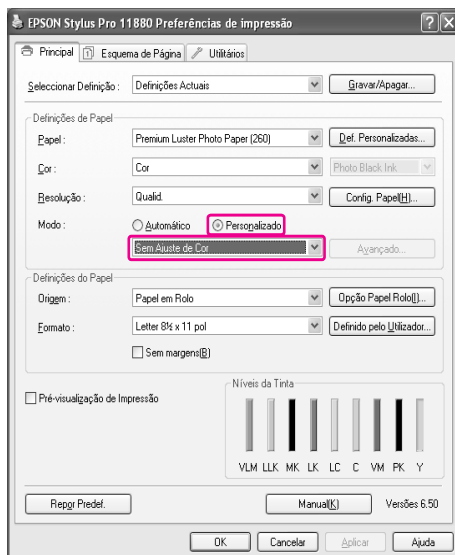 EPSON Stylus Pro 11880 Preferências de impressão
Principal Esquema de Página Utilitários
Seleccionar Definição : Definições Actuais Gravar/Apagar...
Definições de Papel
Papel : Premium Luster Photo Paper (260) Def. Personalizadas...
Cor : Cor Photo Black Ink
Resolução : Qualid. Config. Papel(H)...
Modo : Automático Personalizado
Sem Ajuste de Cor Avançado...
Definições do Papel
Origem : Papel em Rolo Opção Papel Rolo(J)...
Formato : Letter 8½ x 11 pol Definido pelo Utilizador...
Sem margens(B)
Pré-visualização de Impressão
Níveis da Tinta
VLM LLK MK LK LC C VM PK Y
Repor Predef. Manual(K) Versões 6.50
OK Cancelar Aplicar Ajuda